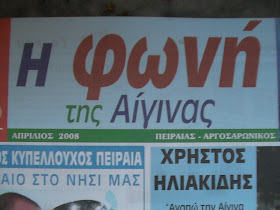 Η φωνή
της Αίγινας
ΑΠΡΙΛΙΟΣ 2008 ΠΕΙΡΑΙΑΣ - ΑΡΓΟΣΑΡΩΝΙΚΟΣ
ΟΣ ΚΥΠΕΛΛΟΥΧΟΣ ΠΕΙΡΑΙΑ
ΑΙΟ ΣΤΟ ΝΗΣΙ ΜΑΣ
ΧΡΗΣΤΟΣ
ΗΛΙΑΚΙΔΗΣ
"Αγαπώ την Αίγινα